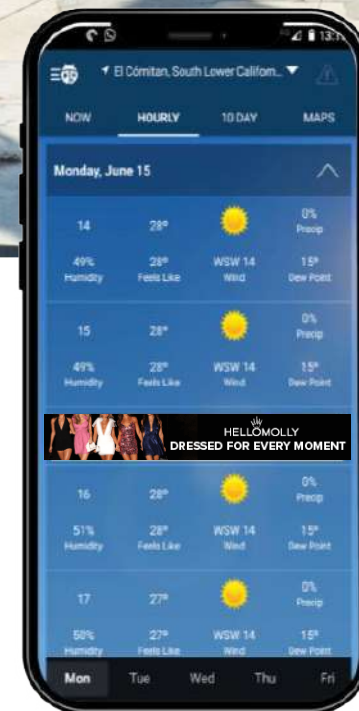 4G 13:1
El Cómitan, South Lower Californ...
NOW HOURLY 10 DAY MAPS
Monday, June 15
14 28° 0%
Precip
49% 28° WSW 14 15°
Humidity Feels Like Wind Dew Point
15 28° 0%
Precip
49% 28° WSW 14 15°
Humidity Feels Like Wind Dew Point
HELLOMOLLY
DRESSED FOR EVERY MOMENT
16 28° 0%
Precip
51% 28° WSW 14 15°
Humidity Feels Like Wind Dew Point
17 27° 0%
Precip
50% 27° WSW 14 15°
Humidity Feels Like Wind Dew Point
Mon Tue Wed Thu Fri